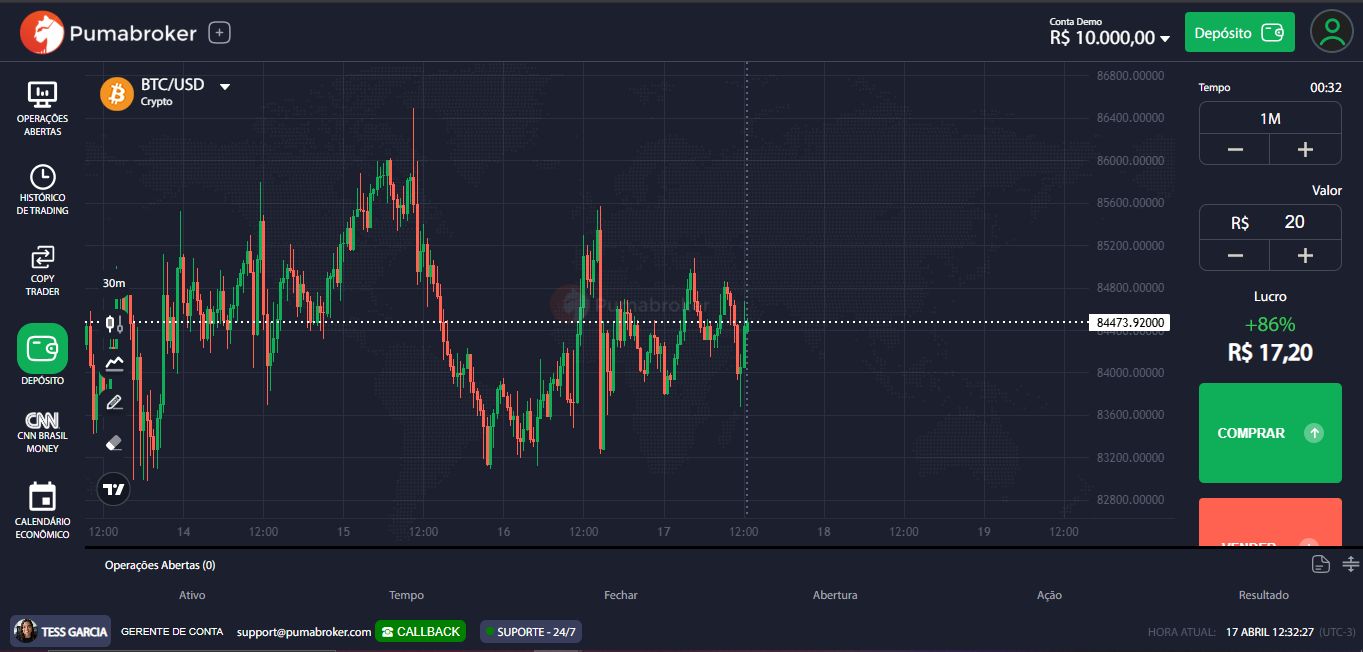 Pumabroker
Conta Demo
R$ 10.000,00
Depósito
BTC/USD
Crypto
OPERAÇÕES
ABERTAS
HISTÓRICO
DE TRADING
COPY
TRADER
DEPÓSITO
CNN
CNN BRASIL
MONEY
CALENDÁRIO
ECONÔMICO
30m
Pumabroker
86800.00000
86400.00000
86000.00000
85600.00000
85200.00000
84800.00000
84473.92000
84000.00000
83600.00000
83200.00000
82800.00000
12:00 14 12:00 15 12:00 16 12:00 17 12:00 18 12:00 19 12:00
Tempo 00:32
1M
− +
Valor
R$ 20
− +
Lucro
+86%
R$ 17,20
COMPRAR
VENDER
Operações Abertas (0)
Ativo Tempo Fechar Abertura Ação Resultado
TESS GARCIA GERENTE DE CONTA support@pumabroker.com CALLBACK SUPORTE - 24/7 HORA ATUAL: 17 ABRIL 12:32:27 (UTC-3)